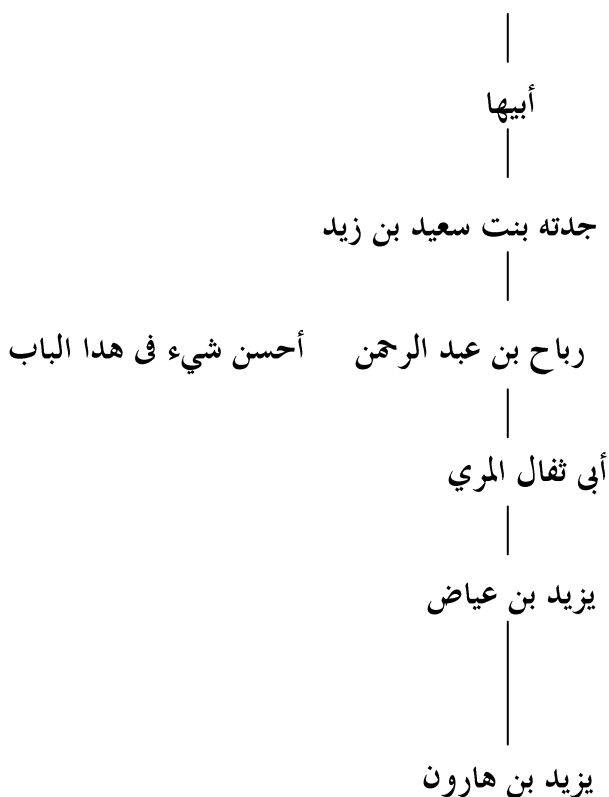 أبيها
جدته بنت سعيد بن زيد
رباح بن عبد الرحمن أحسن شيء فى هدا الباب
أبى ثفال المري
يزيد بن عياض
يزيد بن هارون